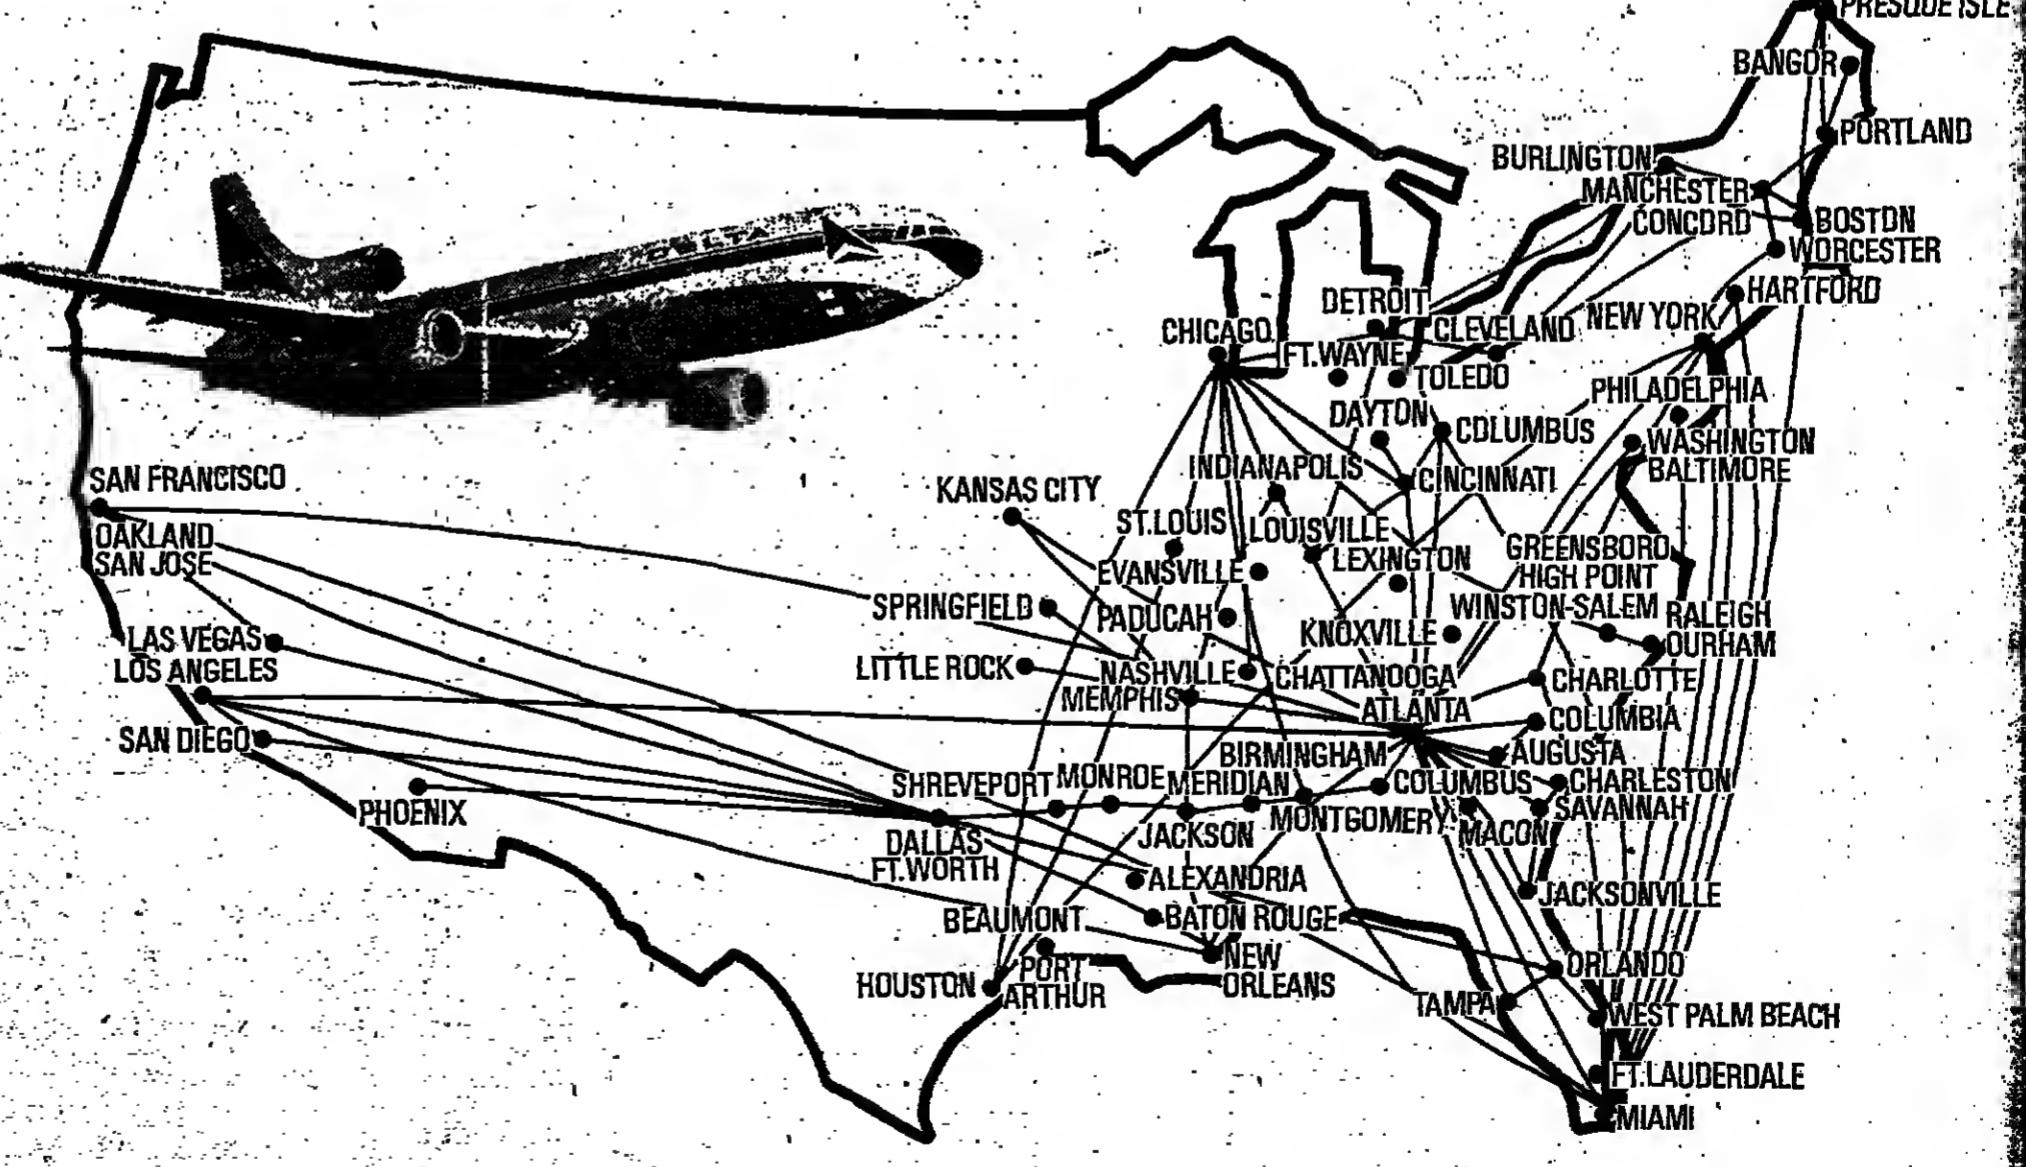 PRESQUE ISLE
BANGOR
PORTLAND
BURLINGTON
MANCHESTER
CONCORD
BOSTON
WORCESTER
HARTFORD
DETROIT
CLEVELAND
NEW YORK
CHICAGO
FT. WAYNE
TOLEDO
PHILADELPHIA
DAYTON
COLUMBUS
WASHINGTON
BALTIMORE
INDIANAPOLIS
CINCINNATI
SAN FRANCISCO
KANSAS CITY
ST. LOUIS
LOUISVILLE
OAKLAND
SAN JOSE
LEXINGTON
GREENSBORO
HIGH POINT
WINSTON-SALEM
EVANSVILLE
SPRINGFIELD
PADUCAH
RALEIGH
DURHAM
KNOXVILLE
LAS VEGAS
LOS ANGELES
LITTLE ROCK
NASHVILLE
CHATTANOOGA
CHARLOTTE
MEMPHIS
ATLANTA
COLUMBIA
SAN DIEGO
BIRMINGHAM
AUGUSTA
SHREVEPORT
MONROE
MERIDIAN
COLUMBUS
CHARLESTON
PHOENIX
SAVANNAH
JACKSON
MONTGOMERY
MACON
DALLAS
FT. WORTH
ALEXANDRIA
JACKSONVILLE
BEAUMONT
BATON ROUGE
PORT
ARTHUR
NEW
ORLEANS
ORLANDO
HOUSTON
TAMPA
WEST PALM BEACH
FT. LAUDERDALE
MIAMI
DELTA